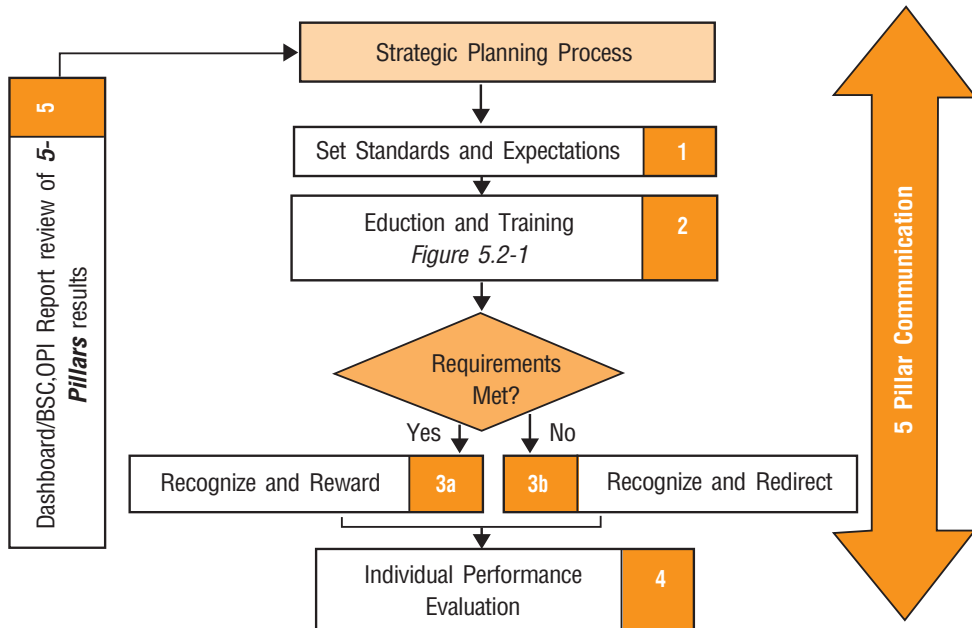 Strategic Planning Process
5
Dashboard/BSC,OPI Report review of 5-
Pillars results
Set Standards and Expectations
1
Eduction and Training
Figure 5.2-1
2
Requirements
Met?
Yes
No
Recognize and Reward
3a
3b
Recognize and Redirect
Individual Performance
Evaluation
4
5 Pillar Communication